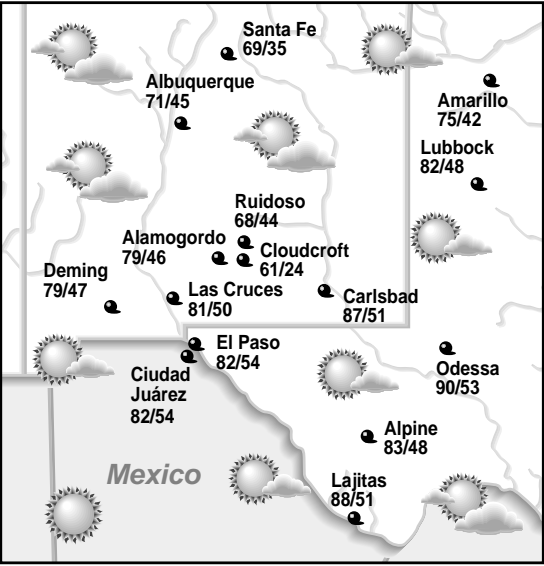 Santa Fe
69/35
Albuquerque
71/45
Amarillo
75/42
Lubbock
82/48
Ruidoso
68/44
Alamogordo
79/46
Cloudcroft
61/24
Deming
79/47
Las Cruces
81/50
Carlsbad
87/51
El Paso
82/54
Odessa
90/53
Ciudad
Juárez
82/54
Alpine
83/48
Mexico
Lajitas
88/51